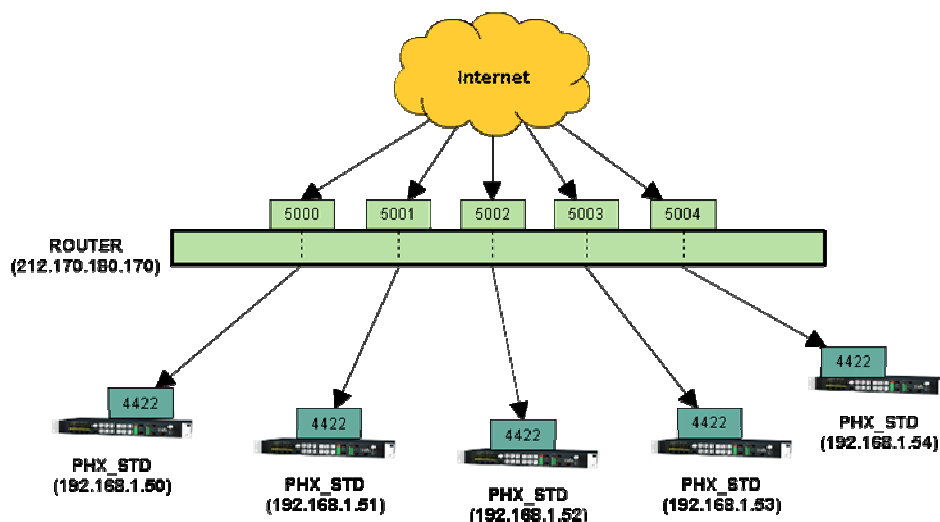 Internet
5000
5001
5002
5003
5004
ROUTER
(212.170.180.170)
4422
PHX_STD
(192.168.1.50)
4422
PHX_STD
(192.168.1.51)
4422
PHX_STD
(192.168.1.52)
4422
PHX_STD
(192.168.1.53)
4422
PHX_STD
(192.168.1.54)